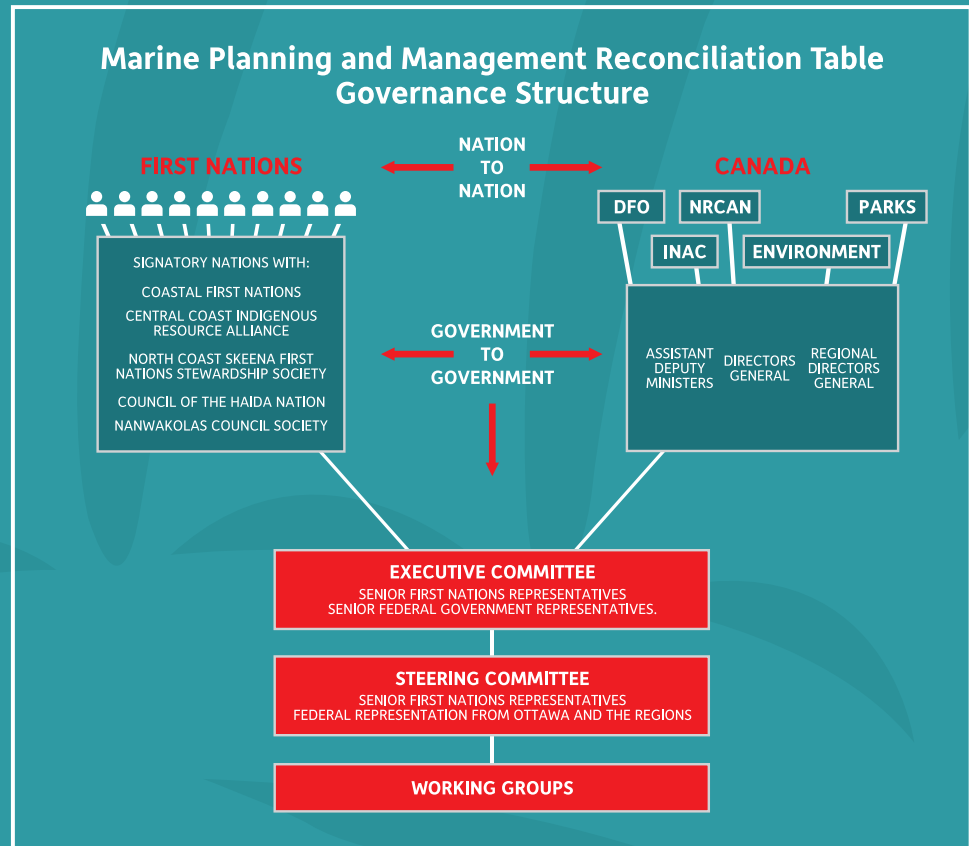 Marine Planning and Management Reconciliation Table
Governance Structure
FIRST NATIONS
NATION
TO
NATION
CANADA
DFO
NRCAN
PARKS
INAC
ENVIRONMENT
SIGNATORY NATIONS WITH:
COASTAL FIRST NATIONS
CENTRAL COAST INDIGENOUS
RESOURCE ALLIANCE
NORTH COAST SKEENA FIRST
NATIONS STEWARDSHIP SOCIETY
COUNCIL OF THE HAIDA NATION
NANWAKOLAS COUNCIL SOCIETY
GOVERNMENT
TO
GOVERNMENT
ASSISTANT
DEPUTY
MINISTERS
DIRECTORS
GENERAL
REGIONAL
DIRECTORS
GENERAL
EXECUTIVE COMMITTEE
SENIOR FIRST NATIONS REPRESENTATIVES
SENIOR FEDERAL GOVERNMENT REPRESENTATIVES.
STEERING COMMITTEE
SENIOR FIRST NATIONS REPRESENTATIVES
FEDERAL REPRESENTATION FROM OTTAWA AND THE REGIONS
WORKING GROUPS